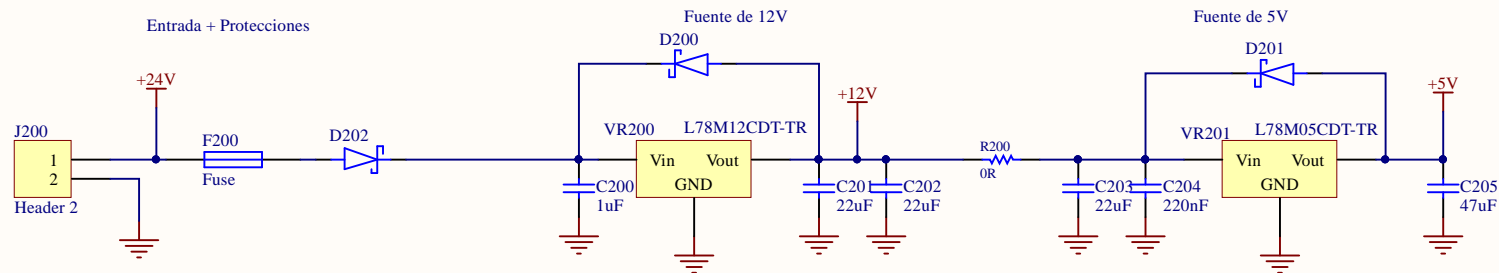 Entrada + Protecciones
Fuente de 12V
Fuente de 5V
+24V
J200
1
2
Header 2
F200
Fuse
D202
D200
VR200
L78M12CDT-TR
Vin
Vout
GND
C200
1uF
+12V
C201
22uF
C202
22uF
R200
0R
C203
22uF
C204
220nF
D201
VR201
L78M05CDT-TR
Vin
Vout
GND
+5V
C205
47uF